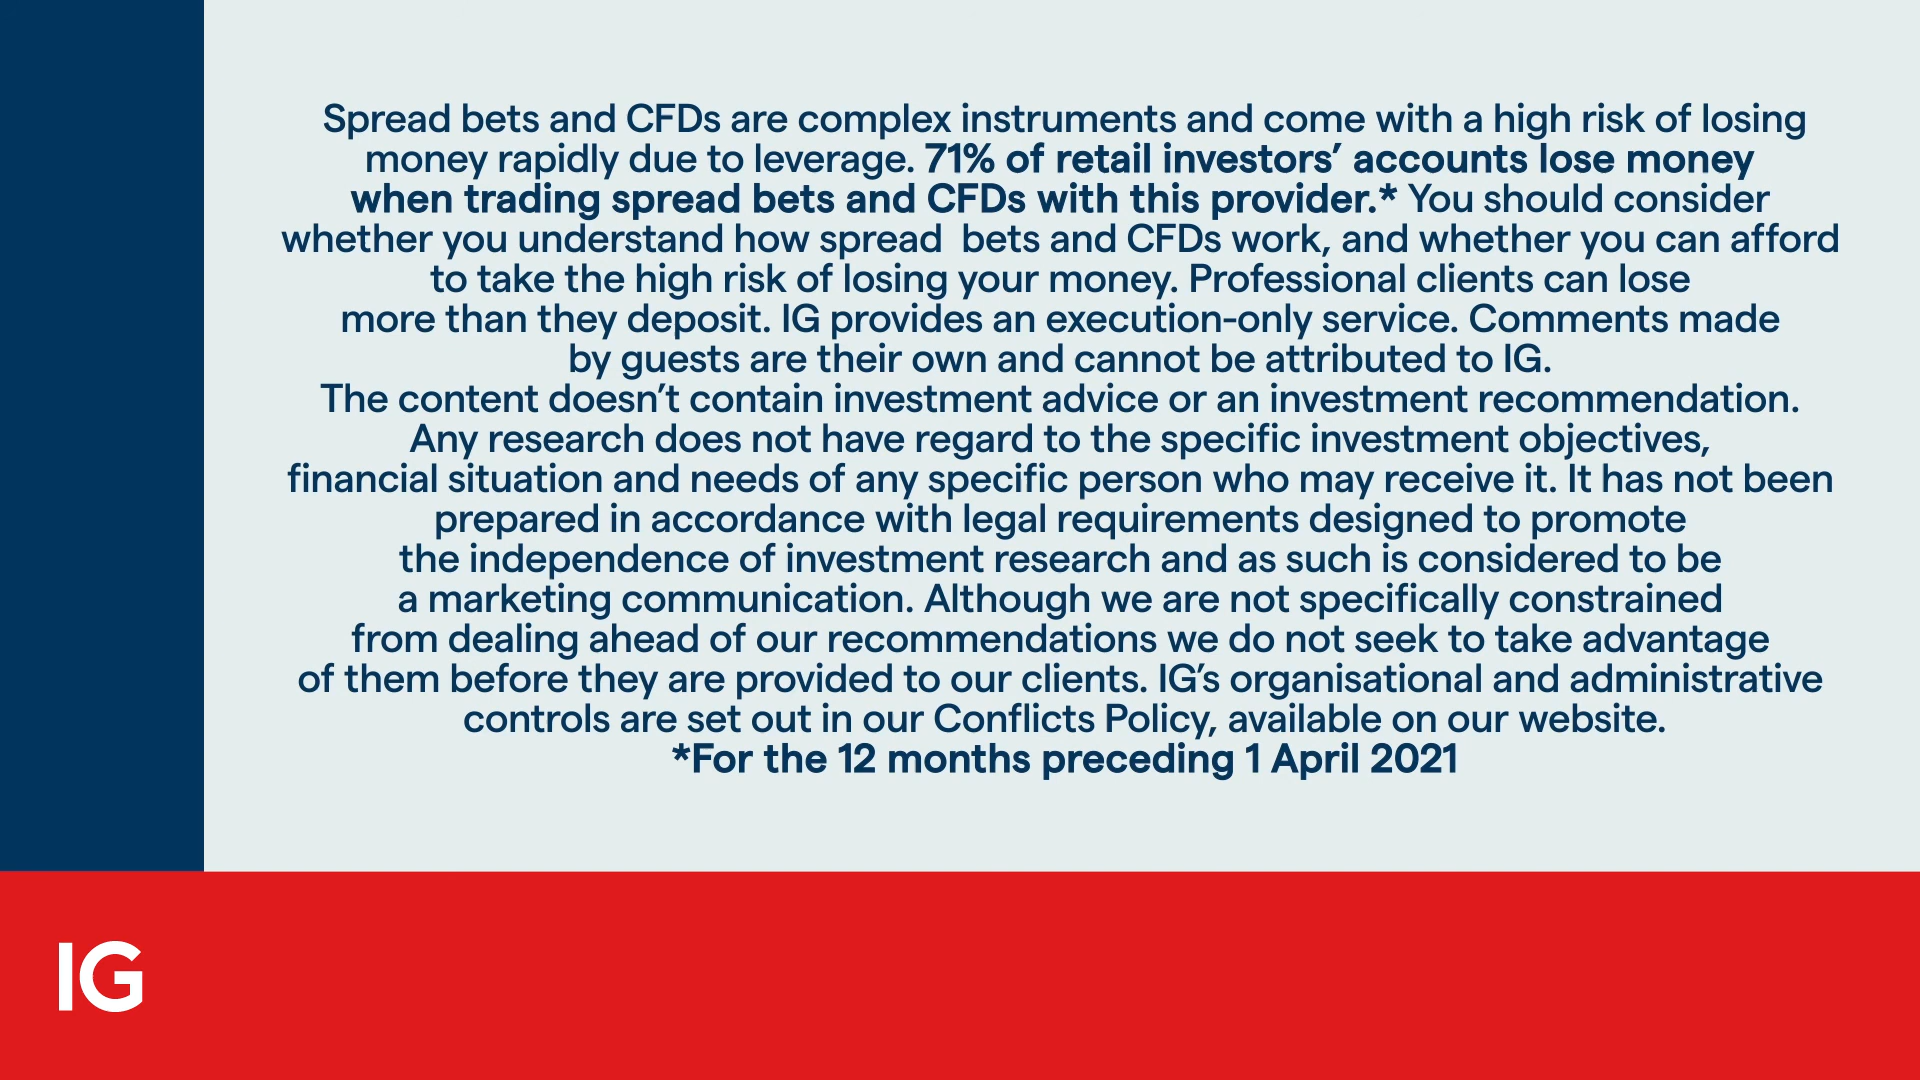 Spread bets and CFDs are complex instruments and come with a high risk of losing
money rapidly due to leverage. 71% of retail investors’ accounts lose money
when trading spread bets and CFDs with this provider.* You should consider
whether you understand how spread  bets and CFDs work, and whether you can afford
to take the high risk of losing your money. Professional clients can lose
more than they deposit. IG provides an execution-only service. Comments made
by guests are their own and cannot be attributed to IG.
The content doesn’t contain investment advice or an investment recommendation.
Any research does not have regard to the specific investment objectives,
financial situation and needs of any specific person who may receive it. It has not been
prepared in accordance with legal requirements designed to promote
the independence of investment research and as such is considered to be
a marketing communication. Although we are not specifically constrained
from dealing ahead of our recommendations we do not seek to take advantage
of them before they are provided to our clients. IG’s organisational and administrative
controls are set out in our Conflicts Policy, available on our website.
*For the 12 months preceding 1 April 2021
IG